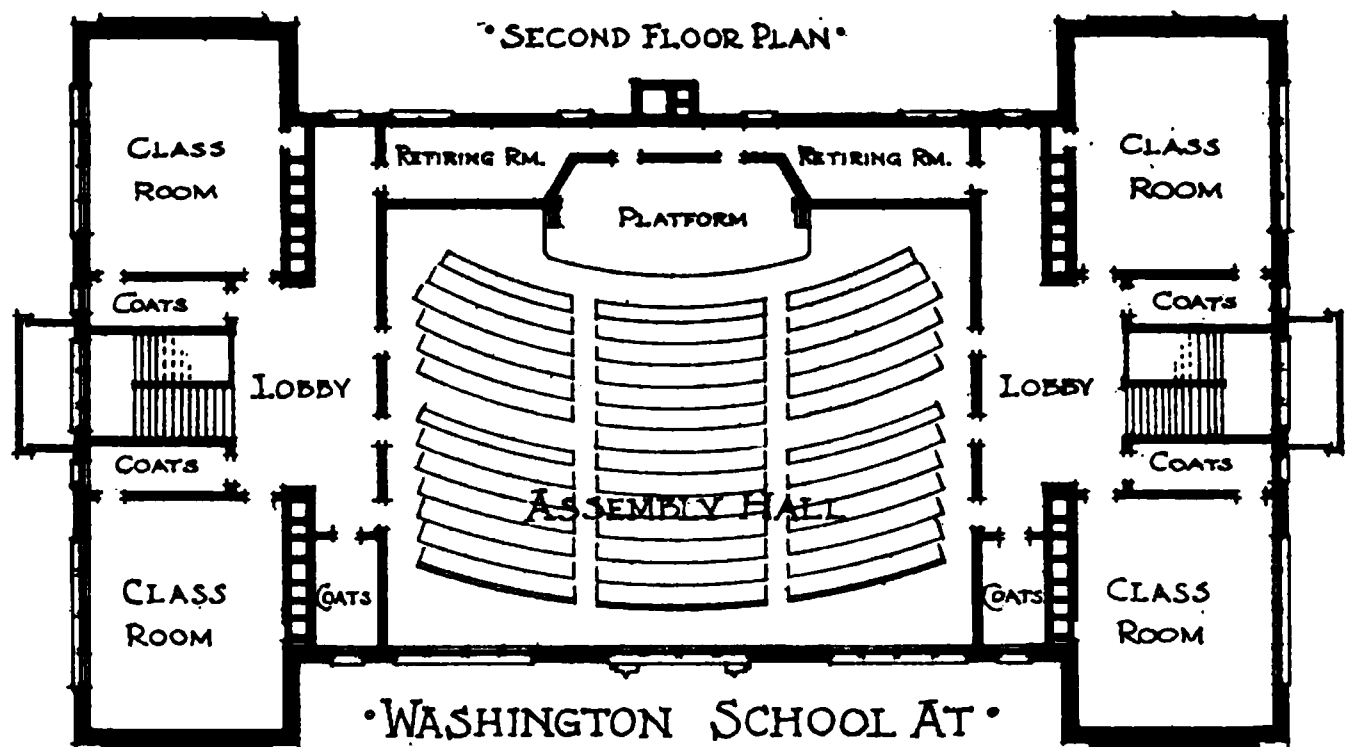 ·SECOND FLOOR PLAN·
CLASS
ROOM
RETIRING RM.
RETIRING RM.
CLASS
ROOM
PLATFORM
COATS
COATS
LOBBY
LOBBY
COATS
COATS
ASSEMBLY HALL
CLASS
ROOM
COATS
COATS
CLASS
ROOM
·WASHINGTON SCHOOL AT·